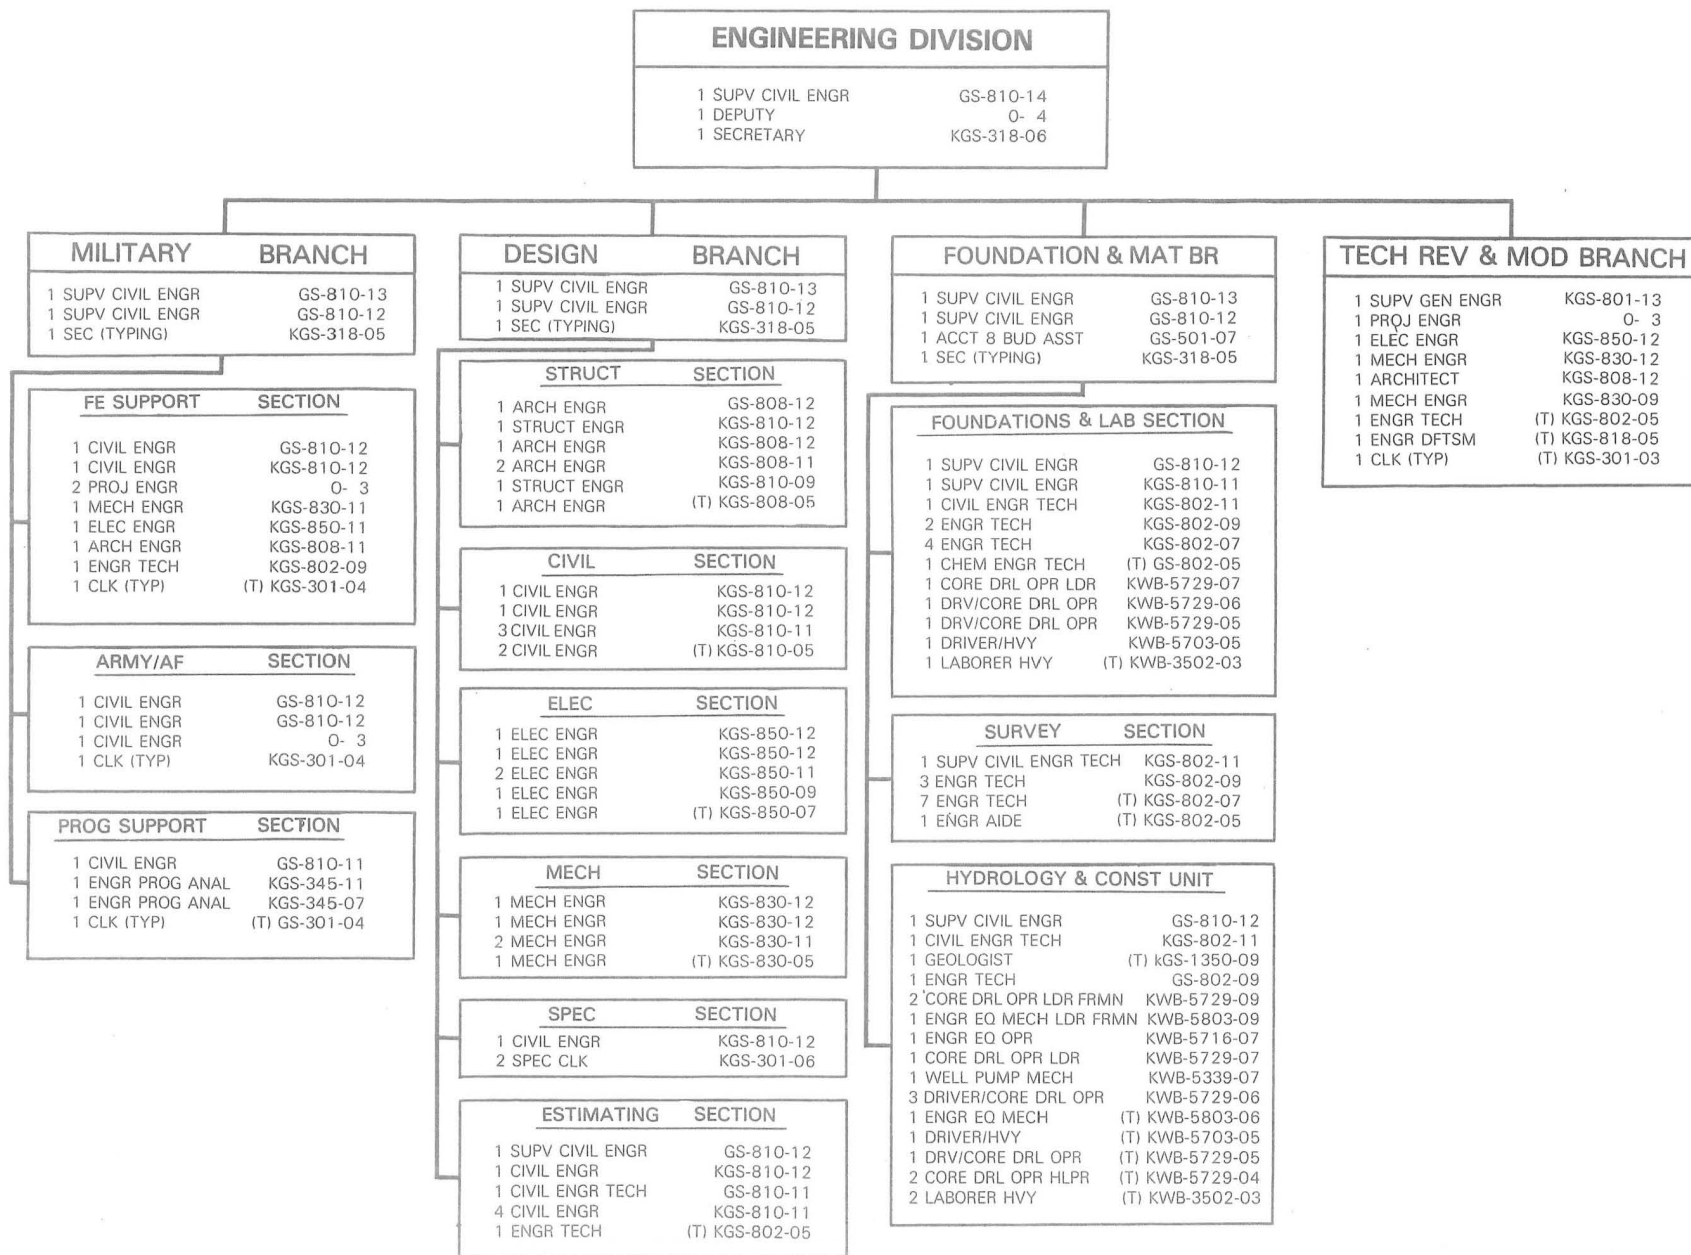 ENGINEERING DIVISION
1 SUPV CIVIL ENGR GS-810-14
1 DEPUTY O- 4
1 SECRETARY KGS-318-06
MILITARY BRANCH
1 SUPV CIVIL ENGR GS-810-13
1 SUPV CIVIL ENGR GS-810-12
1 SEC (TYPING) KGS-318-05
FE SUPPORT SECTION
1 CIVIL ENGR GS-810-12
1 CIVIL ENGR KGS-810-12
2 PROJ ENGR O- 3
1 MECH ENGR KGS-830-11
1 ELEC ENGR KGS-850-11
1 ARCH ENGR KGS-808-11
1 ENGR TECH KGS-802-09
1 CLK (TYP) (T) KGS-301-04
ARMY/AF SECTION
1 CIVIL ENGR GS-810-12
1 CIVIL ENGR GS-810-12
1 CIVIL ENGR O- 3
1 CLK (TYP) KGS-301-04
PROG SUPPORT SECTION
1 CIVIL ENGR GS-810-11
1 ENGR PROG ANAL KGS-345-11
1 ENGR PROG ANAL KGS-345-07
1 CLK (TYP) (T) GS-301-04
DESIGN BRANCH
1 SUPV CIVIL ENGR GS-810-13
1 SUPV CIVIL ENGR GS-810-12
1 SEC (TYPING) KGS-318-05
STRUCT SECTION
1 ARCH ENGR GS-808-12
1 STRUCT ENGR KGS-810-12
1 ARCH ENGR KGS-808-12
2 ARCH ENGR KGS-808-11
1 STRUCT ENGR KGS-810-09
1 ARCH ENGR (T) KGS-808-05
CIVIL SECTION
1 CIVIL ENGR KGS-810-12
1 CIVIL ENGR KGS-810-12
3 CIVIL ENGR KGS-810-11
2 CIVIL ENGR (T) KGS-810-05
ELEC SECTION
1 ELEC ENGR KGS-850-12
1 ELEC ENGR KGS-850-12
2 ELEC ENGR KGS-850-11
1 ELEC ENGR KGS-850-09
1 ELEC ENGR (T) KGS-850-07
MECH SECTION
1 MECH ENGR KGS-830-12
1 MECH ENGR KGS-830-12
2 MECH ENGR KGS-830-11
1 MECH ENGR (T) KGS-830-05
SPEC SECTION
1 CIVIL ENGR KGS-810-12
2 SPEC CLK KGS-301-06
ESTIMATING SECTION
1 SUPV CIVIL ENGR GS-810-12
1 CIVIL ENGR KGS-810-12
1 CIVIL ENGR TECH GS-810-11
4 CIVIL ENGR KGS-810-11
1 ENGR TECH (T) KGS-802-05
FOUNDATION & MAT BR
1 SUPV CIVIL ENGR GS-810-13
1 SUPV CIVIL ENGR GS-810-12
1 ACCT 8 BUD ASST GS-501-07
1 SEC (TYPING) KGS-318-05
FOUNDATIONS & LAB SECTION
1 SUPV CIVIL ENGR GS-810-12
1 SUPV CIVIL ENGR KGS-810-11
1 CIVIL ENGR TECH KGS-802-11
2 ENGR TECH KGS-802-09
4 ENGR TECH KGS-802-07
1 CHEM ENGR TECH (T) GS-802-05
1 CORE DRL OPR LDR KWB-5729-07
1 DRV/CORE DRL OPR KWB-5729-06
1 DRV/CORE DRL OPR KWB-5729-05
1 DRIVER/HVY KWB-5703-05
1 LABORER HVY (T) KWB-3502-03
SURVEY SECTION
1 SUPV CIVIL ENGR TECH KGS-802-11
3 ENGR TECH KGS-802-09
7 ENGR TECH (T) KGS-802-07
1 ENGR AIDE (T) KGS-802-05
HYDROLOGY & CONST UNIT
1 SUPV CIVIL ENGR GS-810-12
1 CIVIL ENGR TECH KGS-802-11
1 GEOLOGIST (T) kGS-1350-09
1 ENGR TECH GS-802-09
2 CORE DRL OPR LDR FRMN KWB-5729-09
1 ENGR EQ MECH LDR FRMN KWB-5803-09
1 ENGR EQ OPR KWB-5716-07
1 CORE DRL OPR LDR KWB-5729-07
1 WELL PUMP MECH KWB-5339-07
3 DRIVER/CORE DRL OPR KWB-5729-06
1 ENGR EQ MECH (T) KWB-5803-06
1 DRIVER/HVY (T) KWB-5703-05
1 DRV/CORE DRL OPR (T) KWB-5729-05
2 CORE DRL OPR HLPR (T) KWB-5729-04
2 LABORER HVY (T) KWB-3502-03
TECH REV & MOD BRANCH
1 SUPV GEN ENGR KGS-801-13
1 PROJ ENGR O- 3
1 ELEC ENGR KGS-850-12
1 MECH ENGR KGS-830-12
1 ARCHITECT KGS-808-12
1 MECH ENGR KGS-830-09
1 ENGR TECH (T) KGS-802-05
1 ENGR DFTSM (T) KGS-818-05
1 CLK (TYP) (T) KGS-301-03